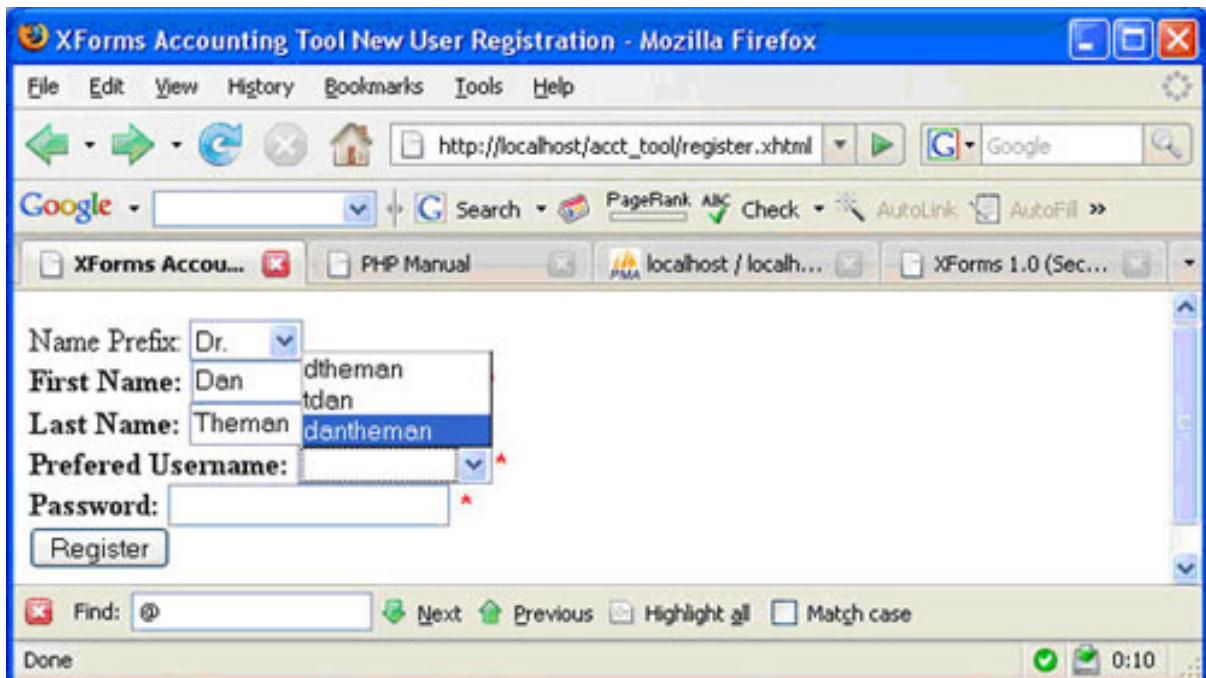 XForms Accounting Tool New User Registration - Mozilla Firefox
File Edit View History Bookmarks Tools Help
http://localhost/acct_tool/register.xhtml G Google
Google G Search PageRank ABC Check AutoLink AutoFill »
XForms Accou... PHP Manual PMA localhost / localh... XForms 1.0 (Sec...
Name Prefix: Dr.
dtheman
First Name: Dan
tdan
Last Name: Theman dantheman
Prefered Username: *
Password: *
Register
Find: @ Next Previous Highlight all Match case
Done 0:10